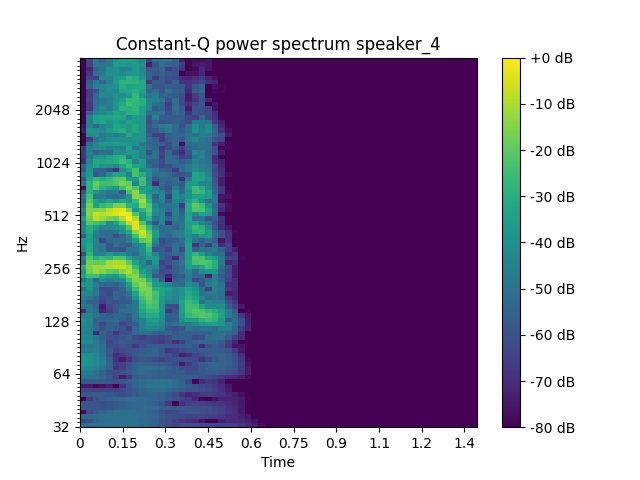 Constant-Q power spectrum speaker_4
+0 dB
-10 dB
-20 dB
-30 dB
-40 dB
-50 dB
-60 dB
-70 dB
-80 dB
Hz
2048
1024
512
256
128
64
32
0 0.15 0.3 0.45 0.6 0.75 0.9 1.1 1.2 1.4
Time